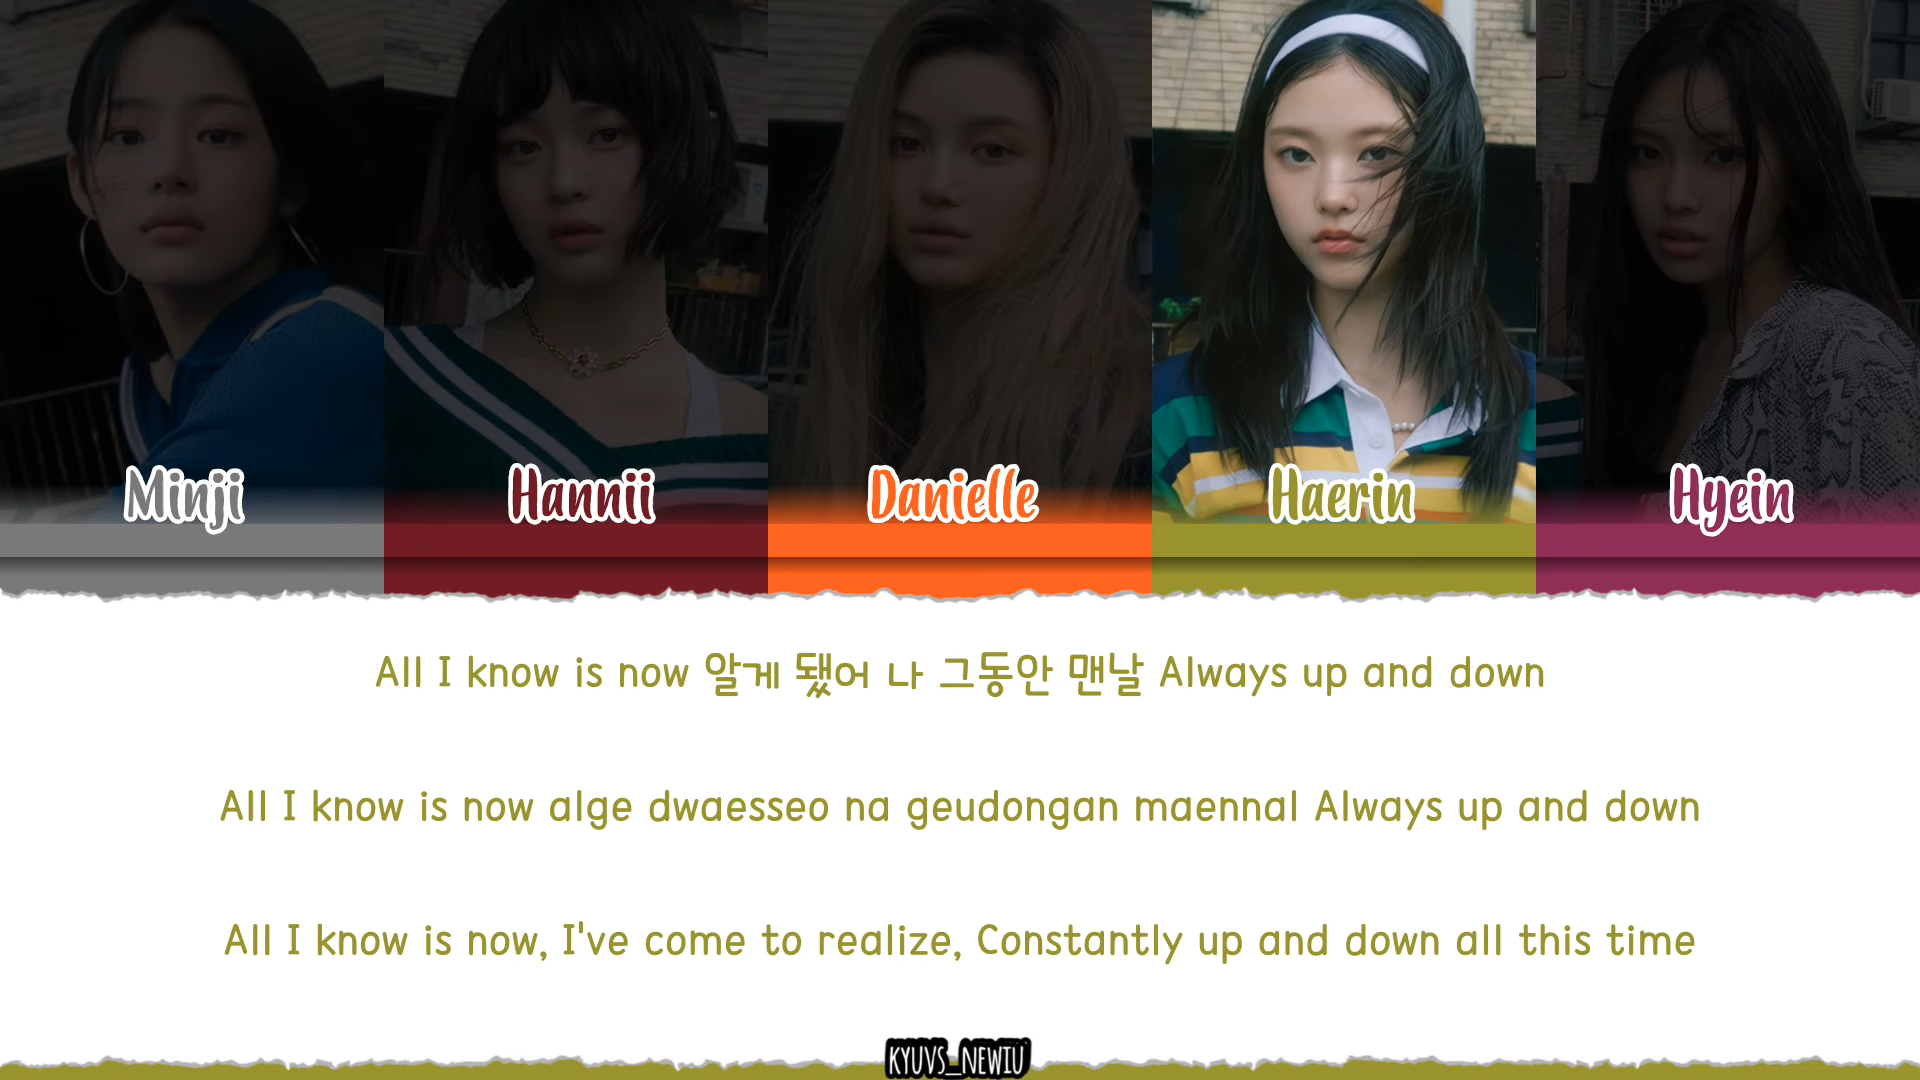 Minji
Hannii
Danielle
Haerin
Hyein
All I know is now 알게 됐어 나 그동안 맨날 Always up and down
All I know is now alge dwaesseo na geudongan maennal Always up and down
All I know is now, I've come to realize, Constantly up and down all this time
KYUVS_NEWIU